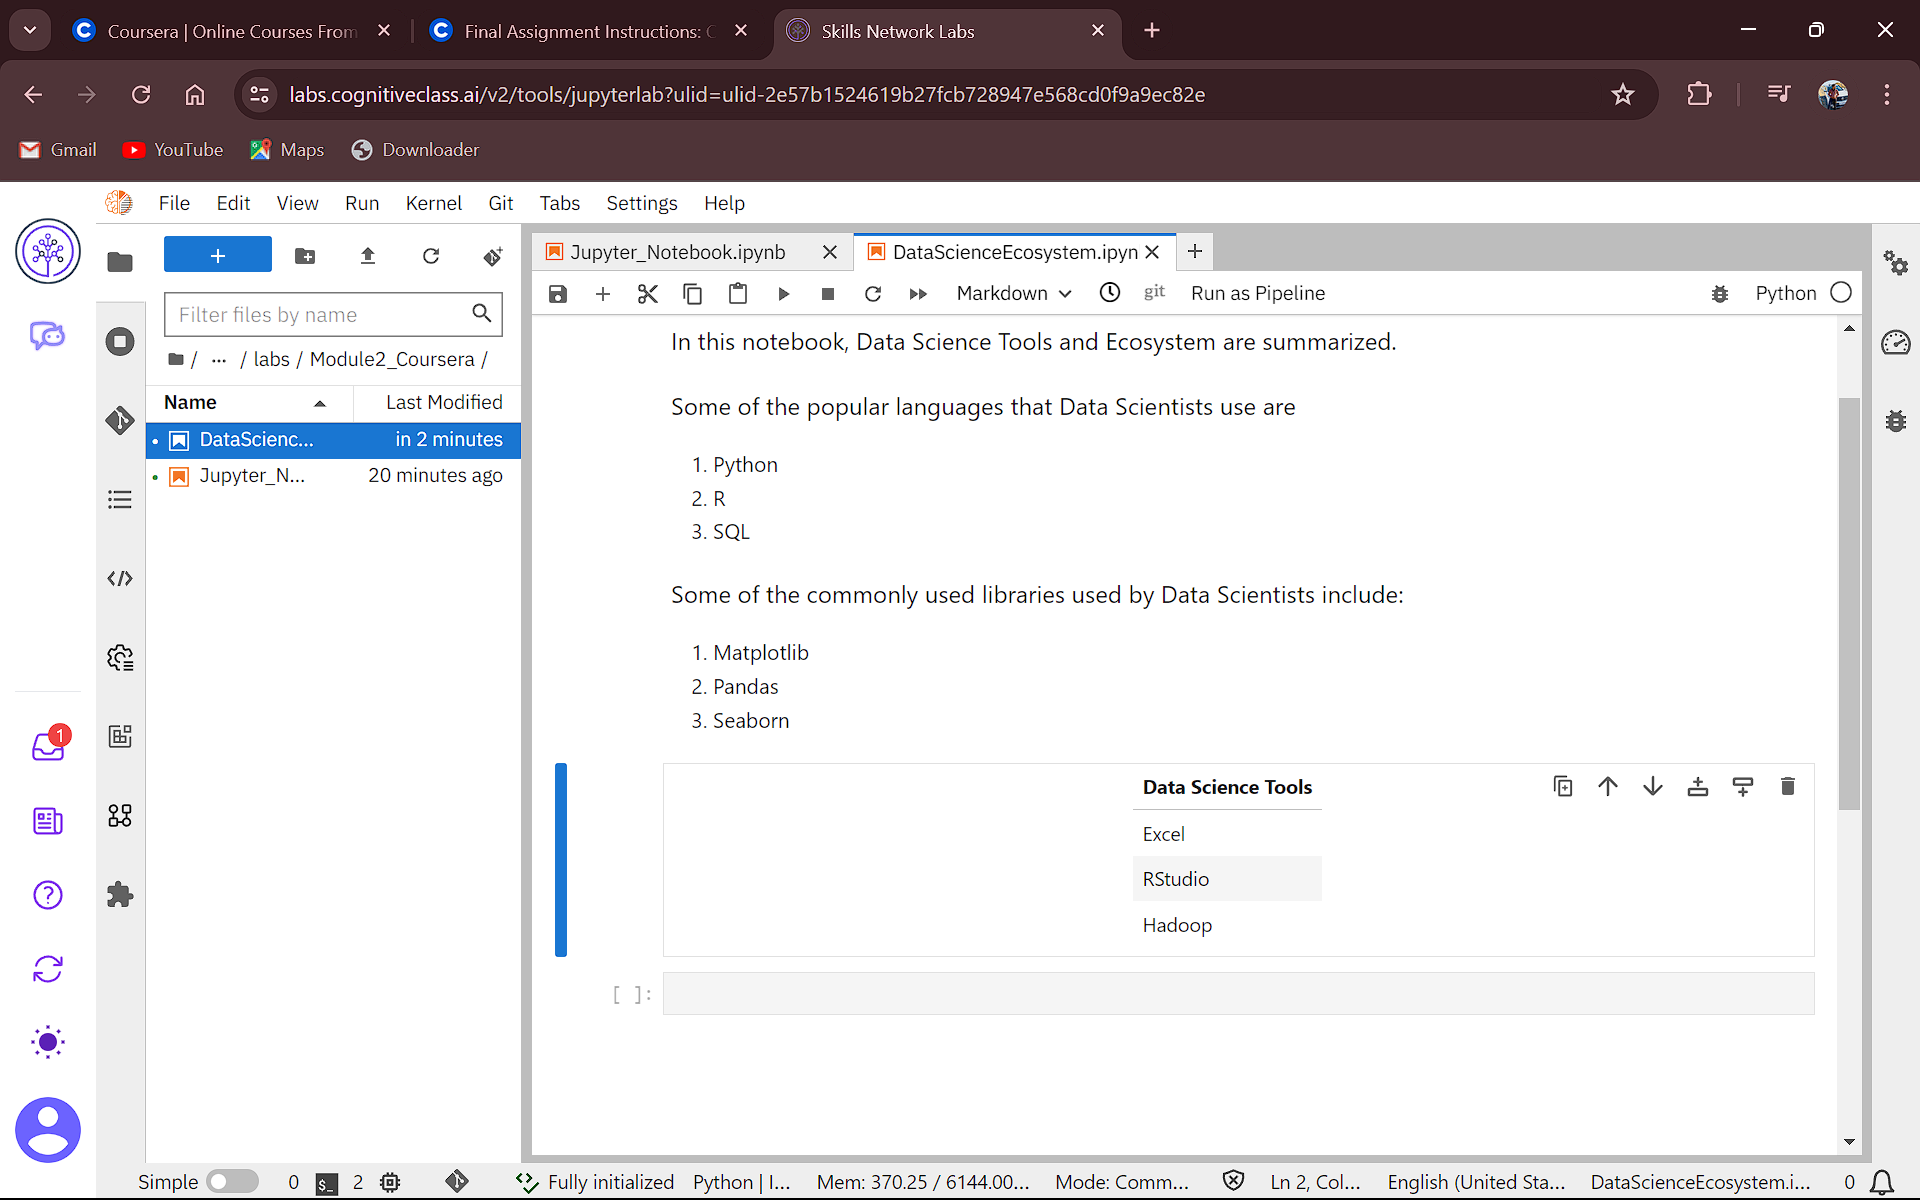 Coursera | Online Courses From
Final Assignment Instructions: C
Skills Network Labs
labs.cognitiveclass.ai/v2/tools/jupyterlab?ulid=ulid-2e57b1524619b27fcb728947e568cd0f9a9ec82e
Gmail
YouTube
Maps
Downloader
File Edit View Run Kernel Git Tabs Settings Help
Filter files by name
/ ... / labs / Module2_Coursera /
Name Last Modified
DataScienc... in 2 minutes
Jupyter_N... 20 minutes ago
1
Jupyter_Notebook.ipynb
DataScienceEcosystem.ipyn
Markdown git Run as Pipeline Python
In this notebook, Data Science Tools and Ecosystem are summarized.
Some of the popular languages that Data Scientists use are
1. Python
2. R
3. SQL
Some of the commonly used libraries used by Data Scientists include:
1. Matplotlib
2. Pandas
3. Seaborn
Data Science Tools
Excel
RStudio
Hadoop
[ ]:
Simple 0 $_ 2 Fully initialized Python | I... Mem: 370.25 / 6144.00... Mode: Comm... Ln 2, Col... English (United Sta... DataScienceEcosystem.i... 0